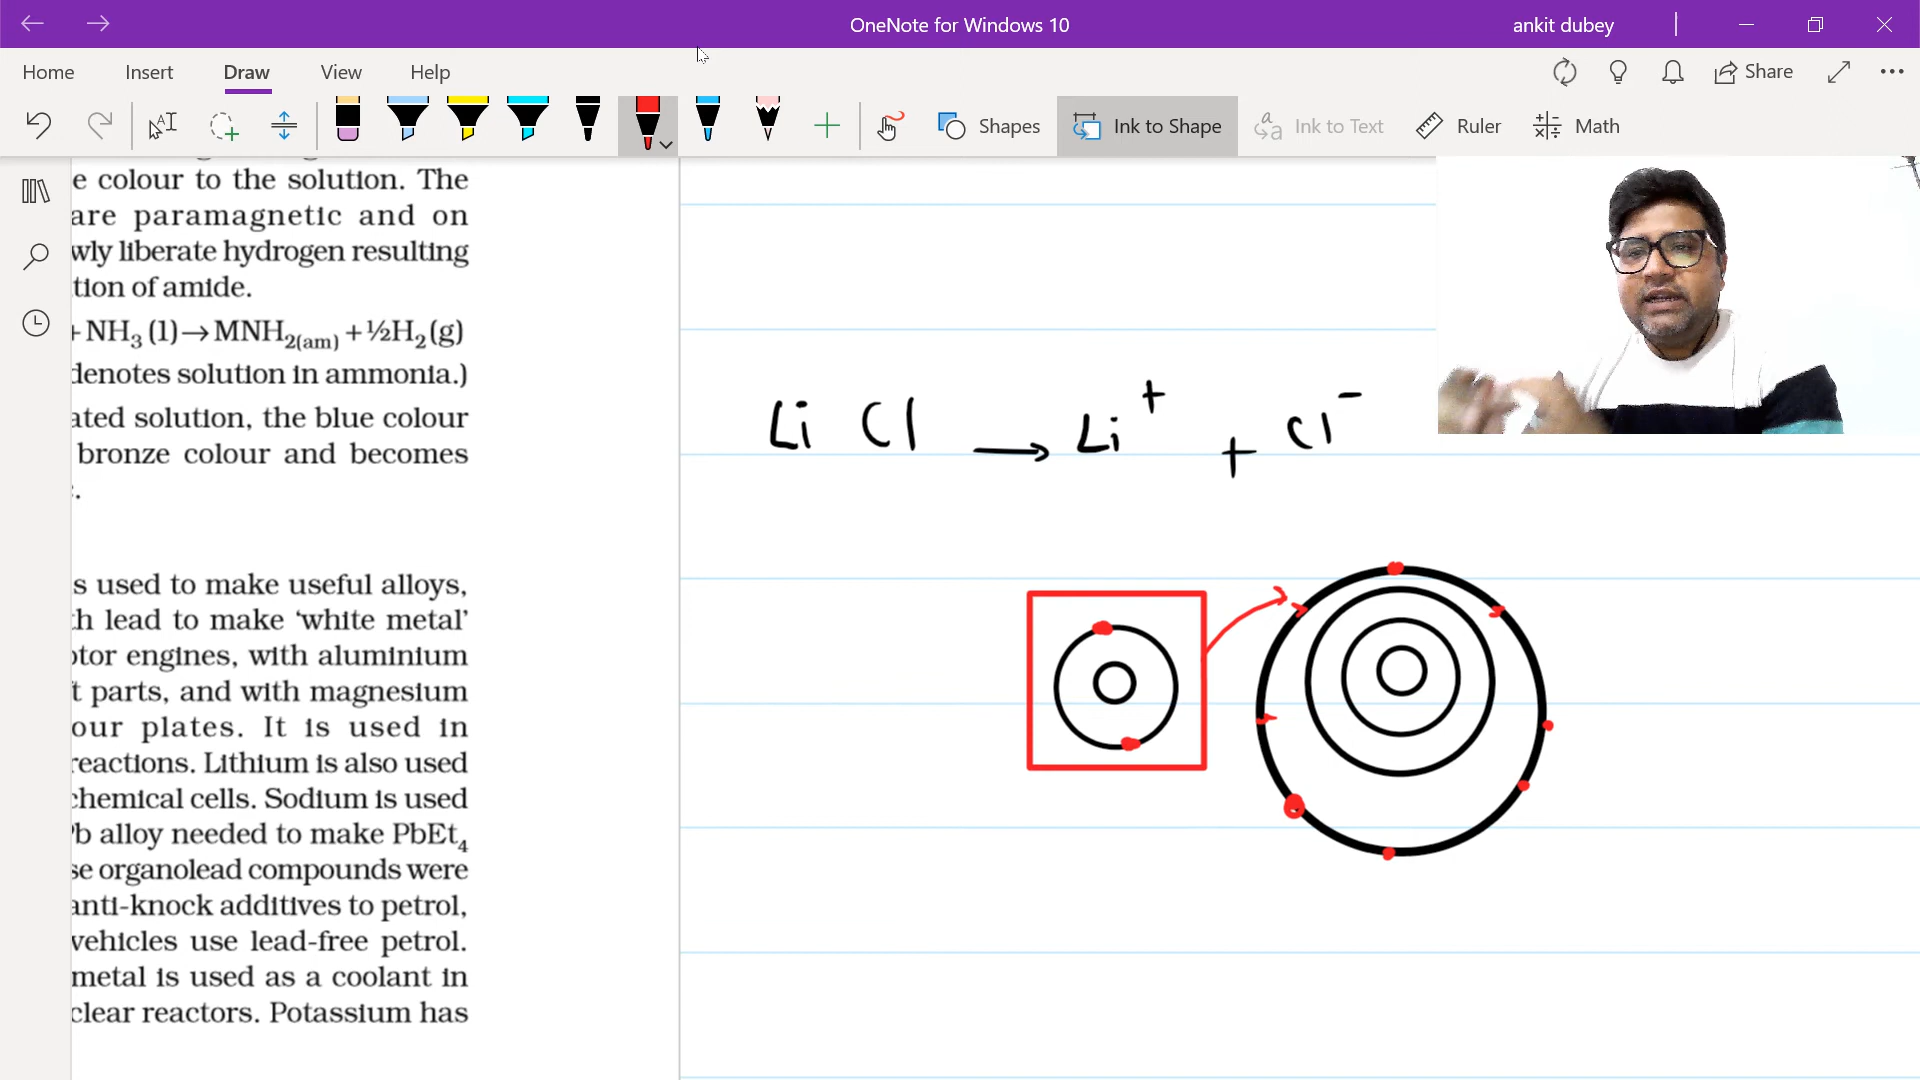 OneNote for Windows 10
ankit dubey
Home Insert Draw View Help
Share
Shapes
Ink to Shape
Ink to Text
Ruler
Math
e colour to the solution. The
are paramagnetic and on
wly liberate hydrogen resulting
tion of amide.
+ NH₃ (l) → MNH₂(am) + ½H₂ (g)
denotes solution in ammonia.)
ated solution, the blue colour
bronze colour and becomes
.
s used to make useful alloys,
th lead to make ‘white metal’
otor engines, with aluminium
t parts, and with magnesium
our plates. It is used in
reactions. Lithium is also used
chemical cells. Sodium is used
Pb alloy needed to make PbEt₄
se organolead compounds were
anti-knock additives to petrol,
vehicles use lead-free petrol.
metal is used as a coolant in
clear reactors. Potassium has
Li Cl → Li⁺ + Cl⁻